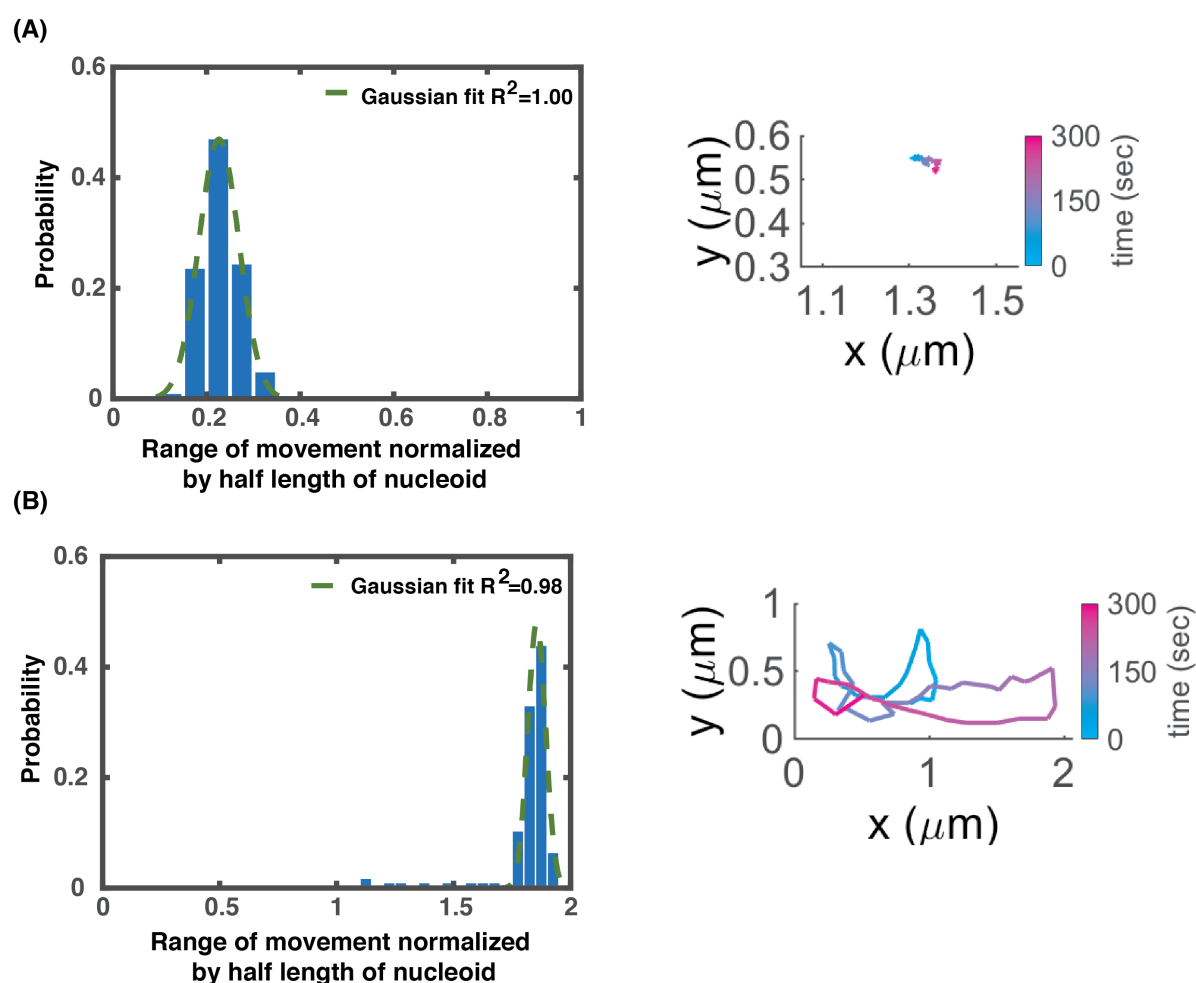 (A)
0.6
0.4
0.2
0
Probability
Gaussian fit R2=1.00
0 0.2 0.4 0.6 0.8 1
Range of movement normalized
by half length of nucleoid
0.6
0.5
0.4
0.3
y (μm)
1.1 1.3 1.5
x (μm)
300
150
0
time (sec)
(B)
0.6
0.4
0.2
0
Probability
Gaussian fit R2=0.98
0 0.5 1 1.5 2
Range of movement normalized
by half length of nucleoid
1
0.5
0
y (μm)
0 1 2
x (μm)
300
150
0
time (sec)